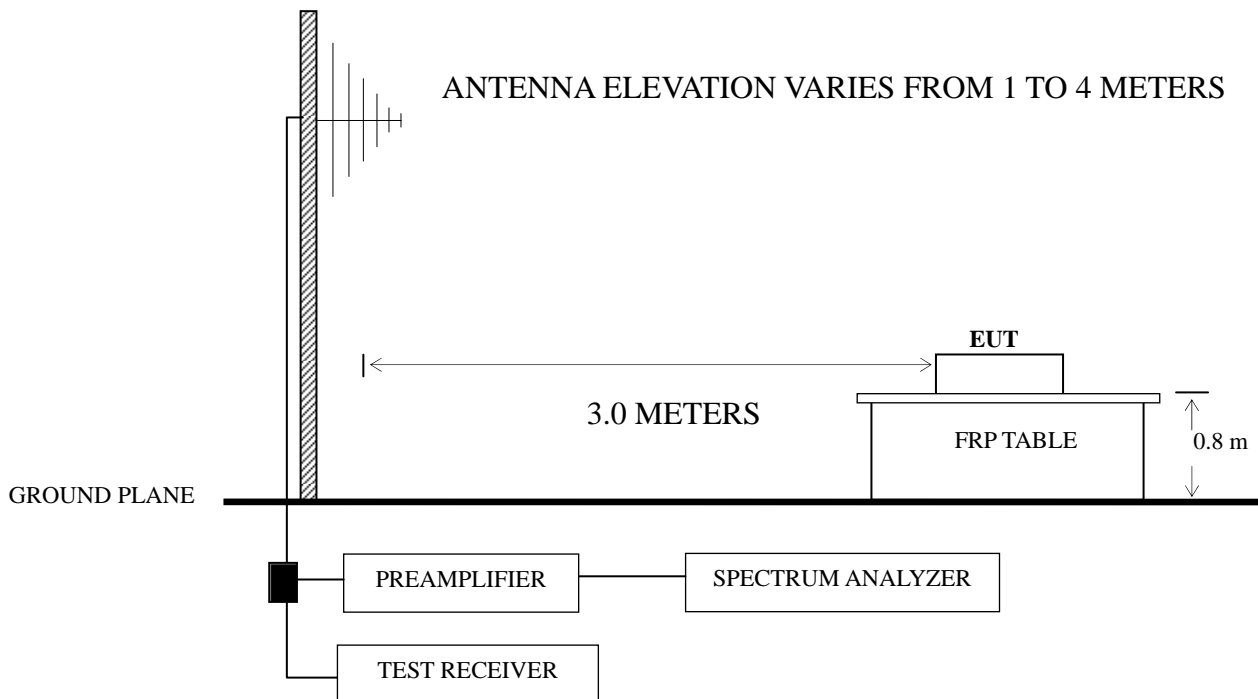 ANTENNA ELEVATION VARIES FROM 1 TO 4 METERS
EUT
3.0 METERS
FRP TABLE
0.8 m
GROUND PLANE
PREAMPLIFIER
SPECTRUM ANALYZER
TEST RECEIVER